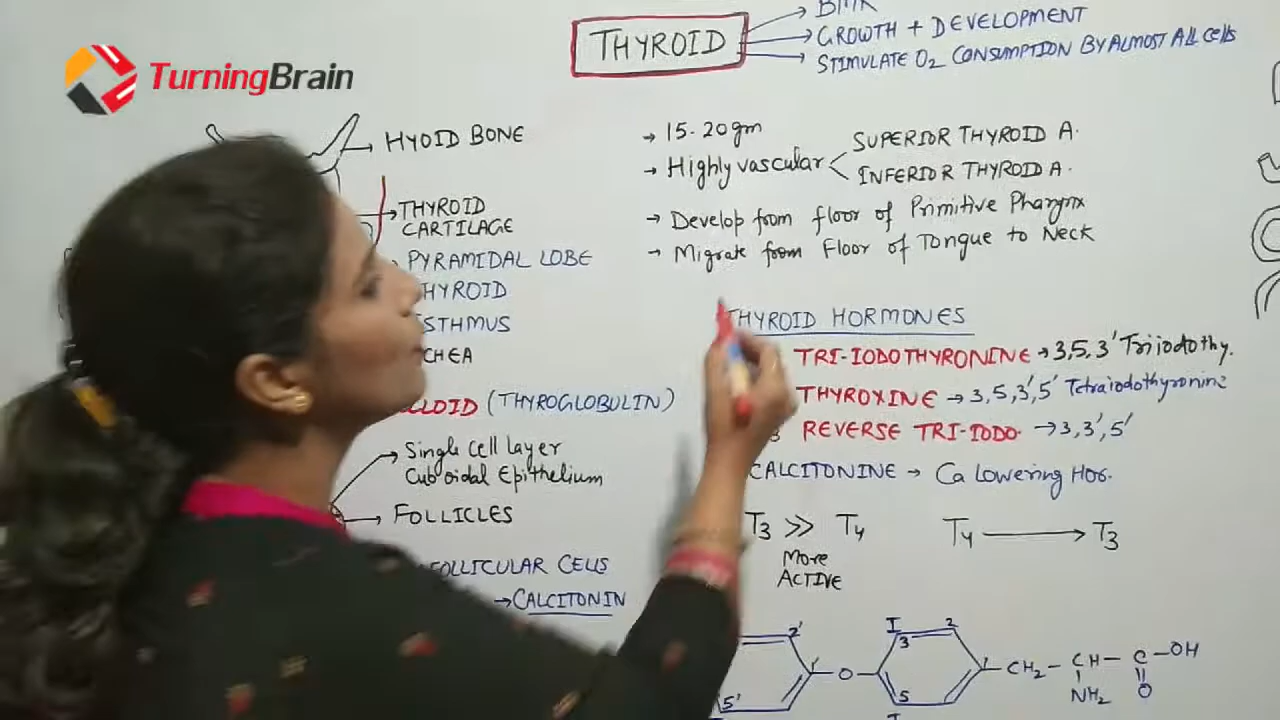 TurningBrain
THYROID
BMR
GROWTH + DEVELOPMENT
STIMULATE O2 CONSUMPTION BY ALMOST All Cells
HYOID BONE
THYROID
CARTILAGE
PYRAMIDAL LOBE
HYROID
STHMUS
CHEA
LLOID (THYROGLOBULIN)
Single Cell layer
Cuboidal Epithelium
FOLLICLES
FOLLICULAR CELLS
→ CALCITONIN
→ 15-20gm
→ Highly vascular
SUPERIOR THYROID A.
INFERIOR THYROID A.
→ Develop from floor of Primitive Pharynx
→ Migrate from Floor of Tongue to Neck
THYROID HORMONES
TRI-IODOTHYRONINE → 3,5,3' Triiodothy.
THYROXINE → 3,5,3',5' Tetraiodothyronine
3 REVERSE TRI-IODO. → 3,3',5'
CALCITONINE → Ca lowering Hor.
T3 >> T4
More
ACTIVE
T4 → T3
2'
1'
5'
O
I
3
2
5
1
I
CH2 - CH - C - OH
NH2
O